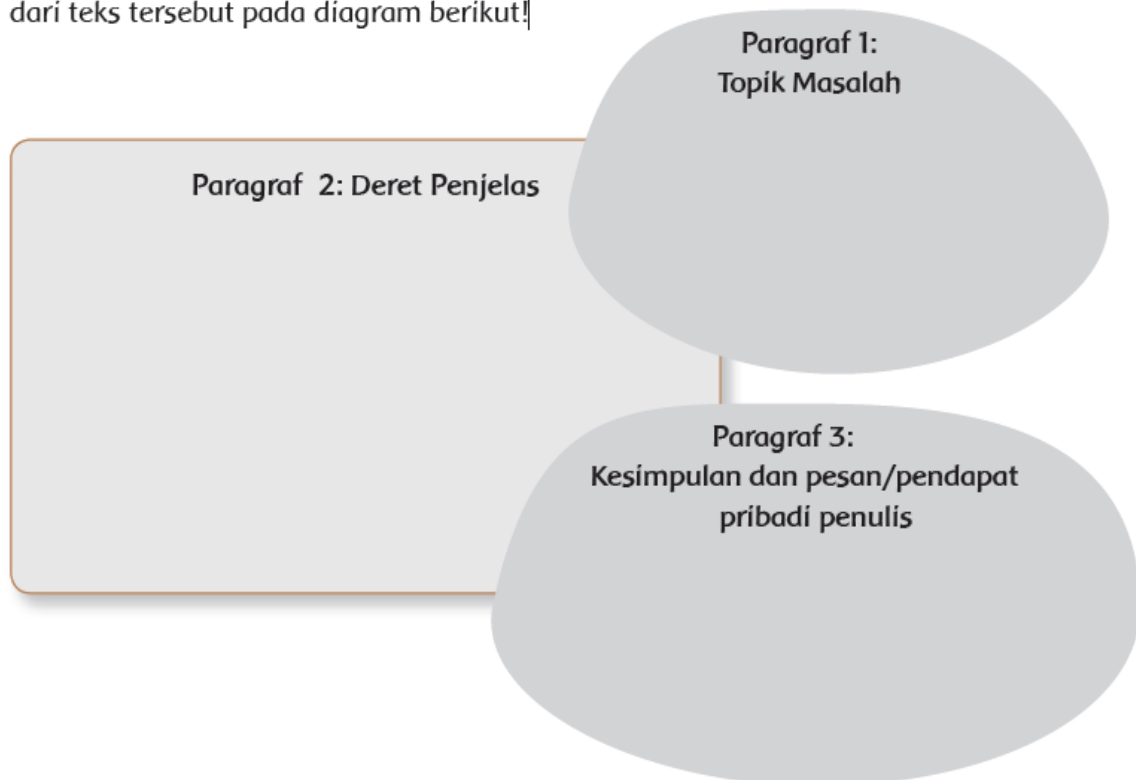 dari teks tersebut pada diagram berikut!
Paragraf 1:
Topik Masalah
Paragraf 2: Deret Penjelas
Paragraf 3:
Kesimpulan dan pesan/pendapat
pribadi penulis